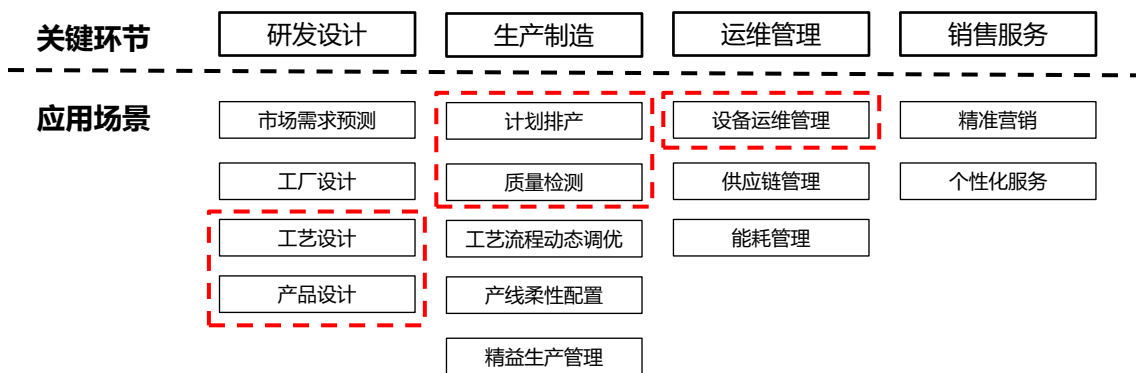 关键环节 研发设计 生产制造 运维管理 销售服务
应用场景 市场需求预测 计划排产 设备运维管理 精准营销
工厂设计 质量检测 供应链管理 个性化服务
工艺设计 工艺流程动态调优 能耗管理
产品设计 产线柔性配置
精益生产管理